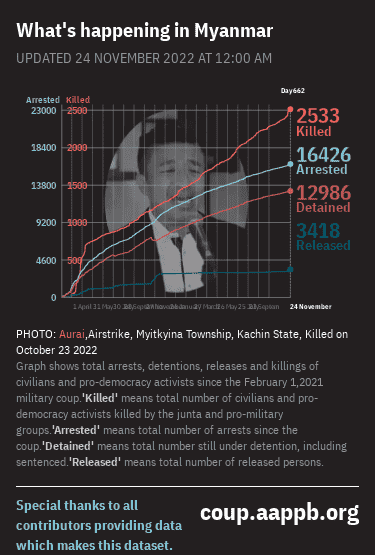 What's happening in Myanmar
UPDATED 24 NOVEMBER 2022 AT 12:00 AM
Day662
Arrested Killed
23000 2500
2533
Killed
18400 2000
16426
Arrested
13800 1500
12986
Detained
9200 1000
3418
Released
4600 500
0
24 November
PHOTO: Aurai,Airstrike, Myitkyina Township, Kachin State, Killed on
October 23 2022
Graph shows total arrests, detentions, releases and killings of
civilians and pro-democracy activists since the February 1,2021
military coup.'Killed' means total number of civilians and pro-
democracy activists killed by the junta and pro-military
groups.'Arrested' means total number of arrests since the
coup.'Detained' means total number still under detention, including
sentenced.'Released' means total number of released persons.
Special thanks to all
contributors providing data
which makes this dataset.
coup.aappb.org